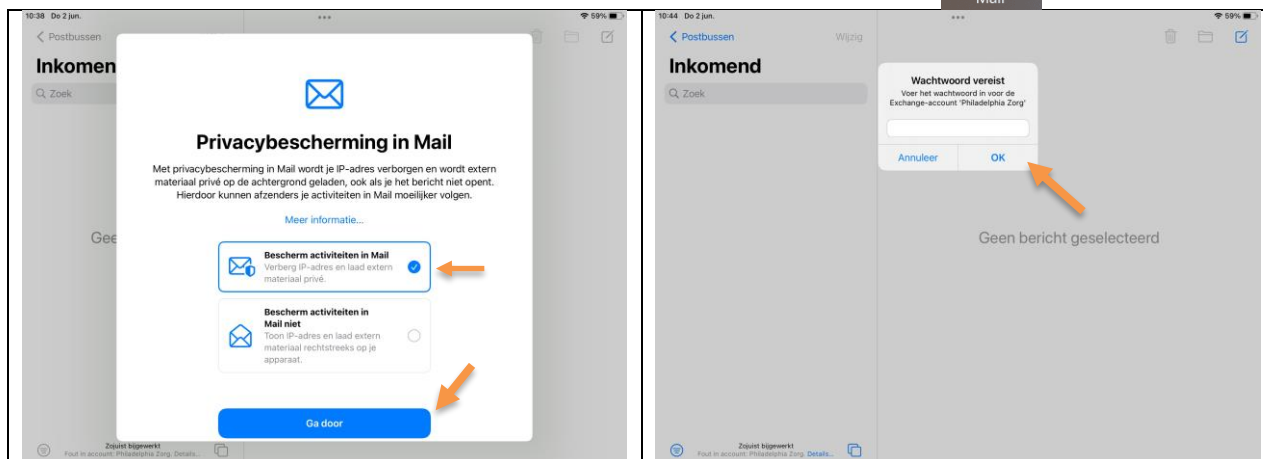 Mail
10:38 Do 2 jun.
59%
Postbussen
Inkomen
Zoek
Privacybescherming in Mail
Met privacybescherming in Mail wordt je IP-adres verborgen en wordt extern
materiaal privé op de achtergrond geladen, ook als je het bericht niet opent.
Hierdoor kunnen afzenders je activiteiten in Mail moeilijker volgen.
Meer informatie...
Gee
Bescherm activiteiten in Mail
Verberg IP-adres en laad extern
materiaal privé.
Bescherm activiteiten in
Mail niet
Toon IP-adres en laad extern
materiaal rechtstreeks op je
apparaat.
Ga door
Zojuist bijgewerkt
Fout in account: Philadelphia Zorg. Details...
10:44 Do 2 jun.
59%
Postbussen
Wijzig
Inkomend
Zoek
Wachtwoord vereist
Voer het wachtwoord in voor de
Exchange-account 'Philadelphia Zorg'
Annuleer
OK
Geen bericht geselecteerd
Zojuist bijgewerkt
Fout in account: Philadelphia Zorg. Details...